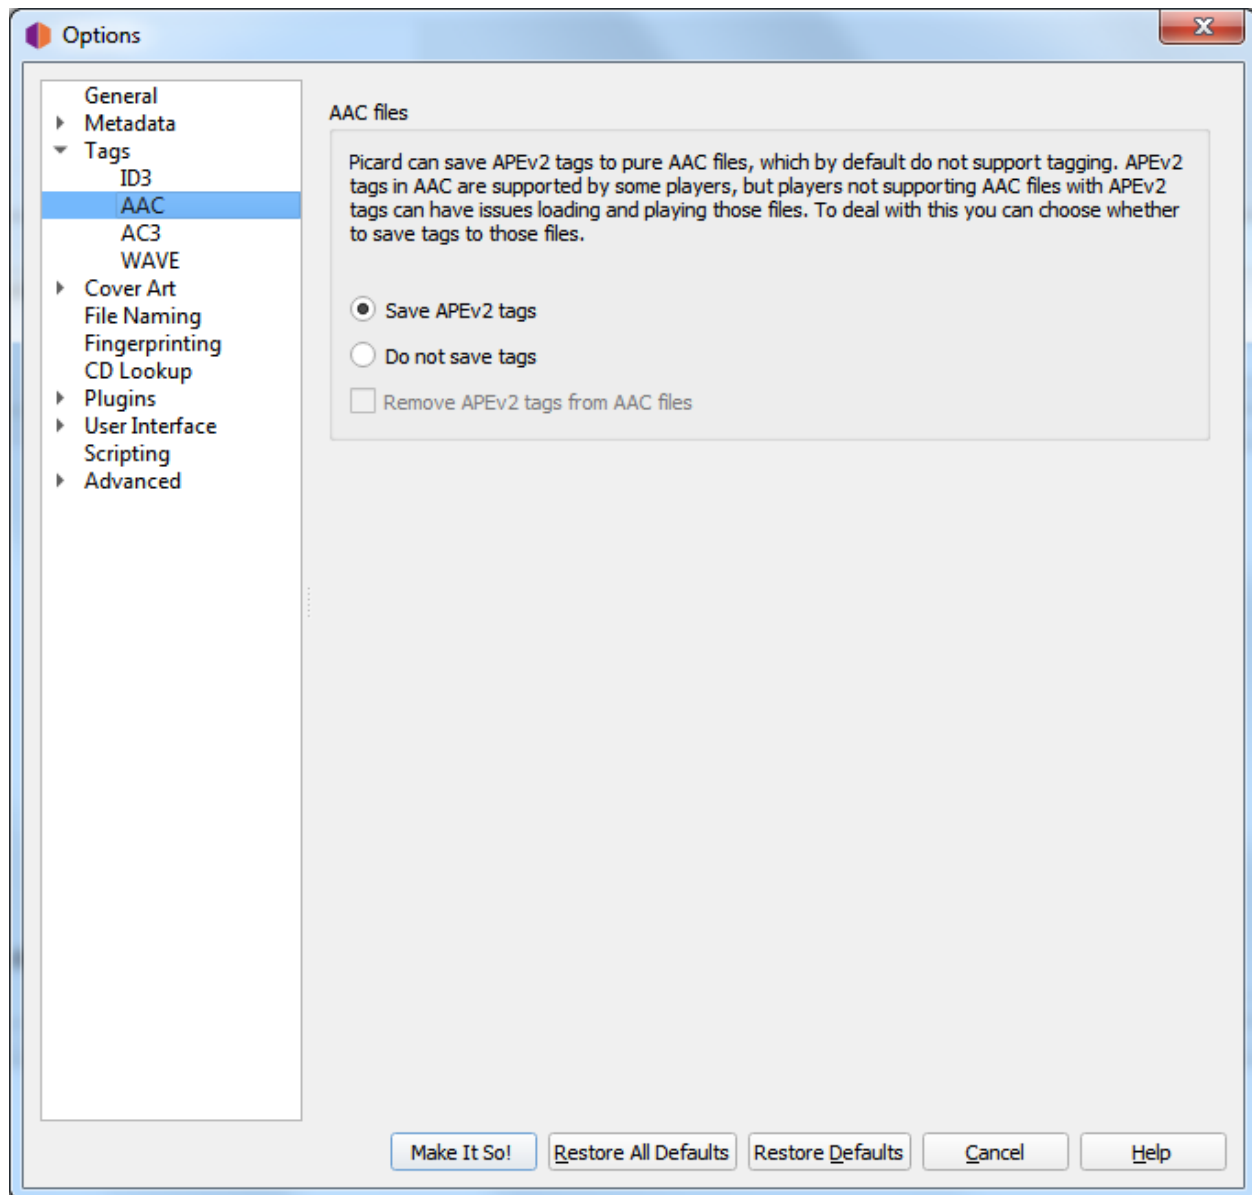 Options
General
Metadata
Tags
ID3
AAC
AC3
WAVE
Cover Art
File Naming
Fingerprinting
CD Lookup
Plugins
User Interface
Scripting
Advanced
AAC files
Picard can save APEv2 tags to pure AAC files, which by default do not support tagging. APEv2
tags in AAC are supported by some players, but players not supporting AAC files with APEv2
tags can have issues loading and playing those files. To deal with this you can choose whether
to save tags to those files.
Save APEv2 tags
Do not save tags
Remove APEv2 tags from AAC files
Make It So! Restore All Defaults Restore Defaults Cancel Help